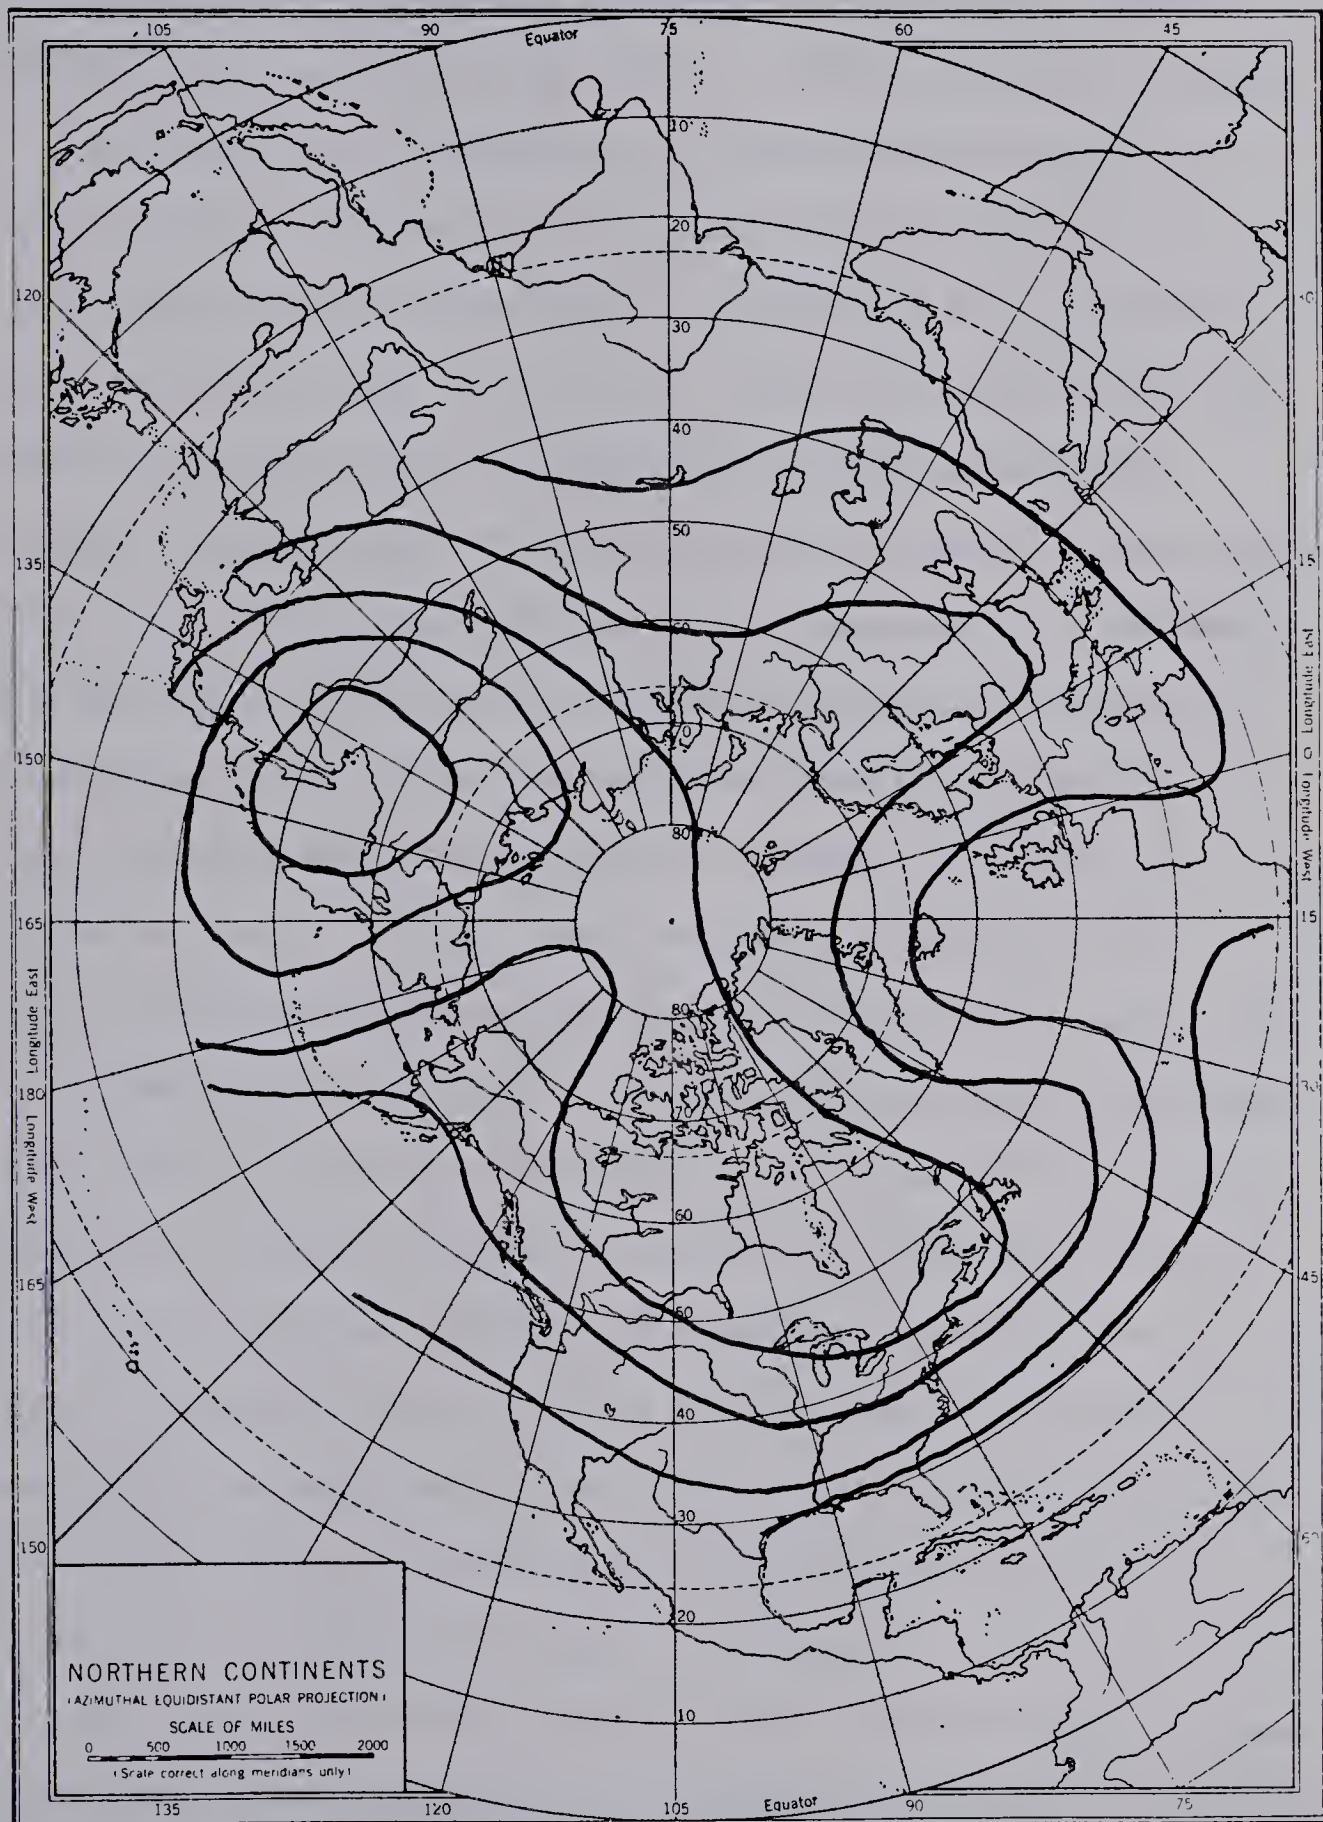 105 90 Equator 75 60 45
10
20
120
30
40
50
135 15
60
70
150
80
165 15
80
180 30
70
60
165 45
50
40
30
150 60
20
10
Longitude East
Longitude West
Longitude East
0
Longitude West
NORTHERN CONTINENTS
(AZIMUTHAL EQUIDISTANT POLAR PROJECTION)
SCALE OF MILES
0 500 1000 1500 2000
(Scale correct along meridians only)
135 120 105 Equator 90 75